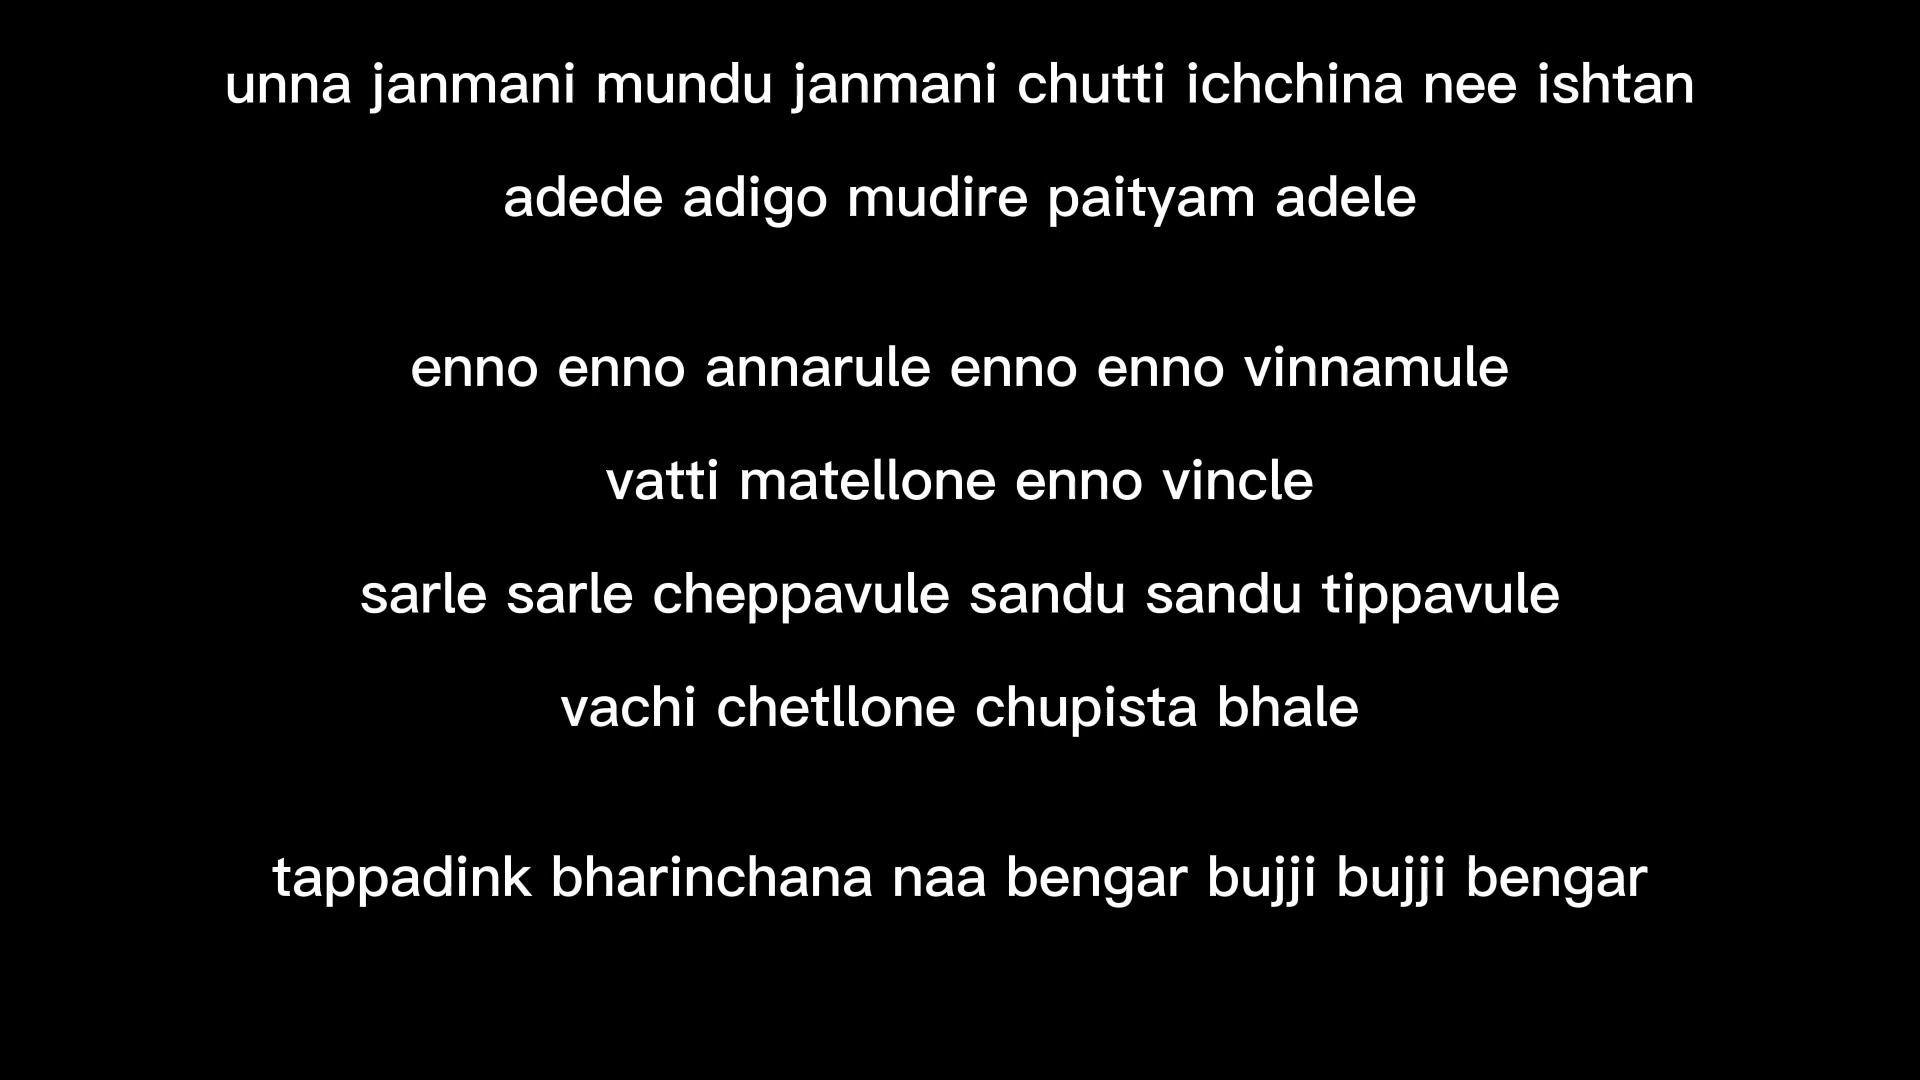 unna janmani mundu janmani chutti ichchina nee ishtan
adede adigo mudire paityam adele
enno enno annarule enno enno vinnamule
vatti matellone enno vincle
sarle sarle cheppavule sandu sandu tippavule
vachi chetllone chupista bhale
tappadink bharinchana naa bengar bujji bujji bengar